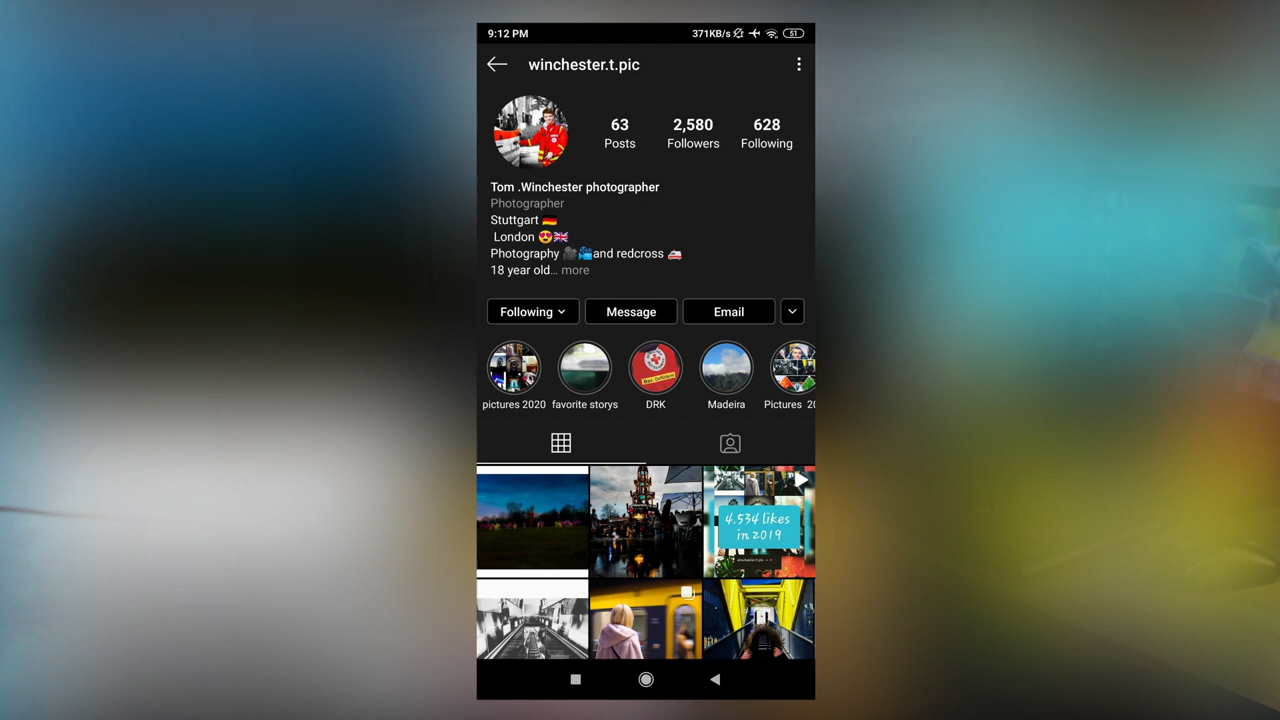 9:12 PM 371KB/s 51
winchester.t.pic
63 2,580 628
Posts Followers Following
Tom .Winchester photographer
Photographer
Stuttgart 🇩🇪
London 😍🇬🇧
Photography 🎥🎦and redcross 🚑
18 year old... more
Following Message Email
pictures 2020 favorite storys DRK Madeira Pictures 20
4.534 likes
in 2019
winchester.t.pic